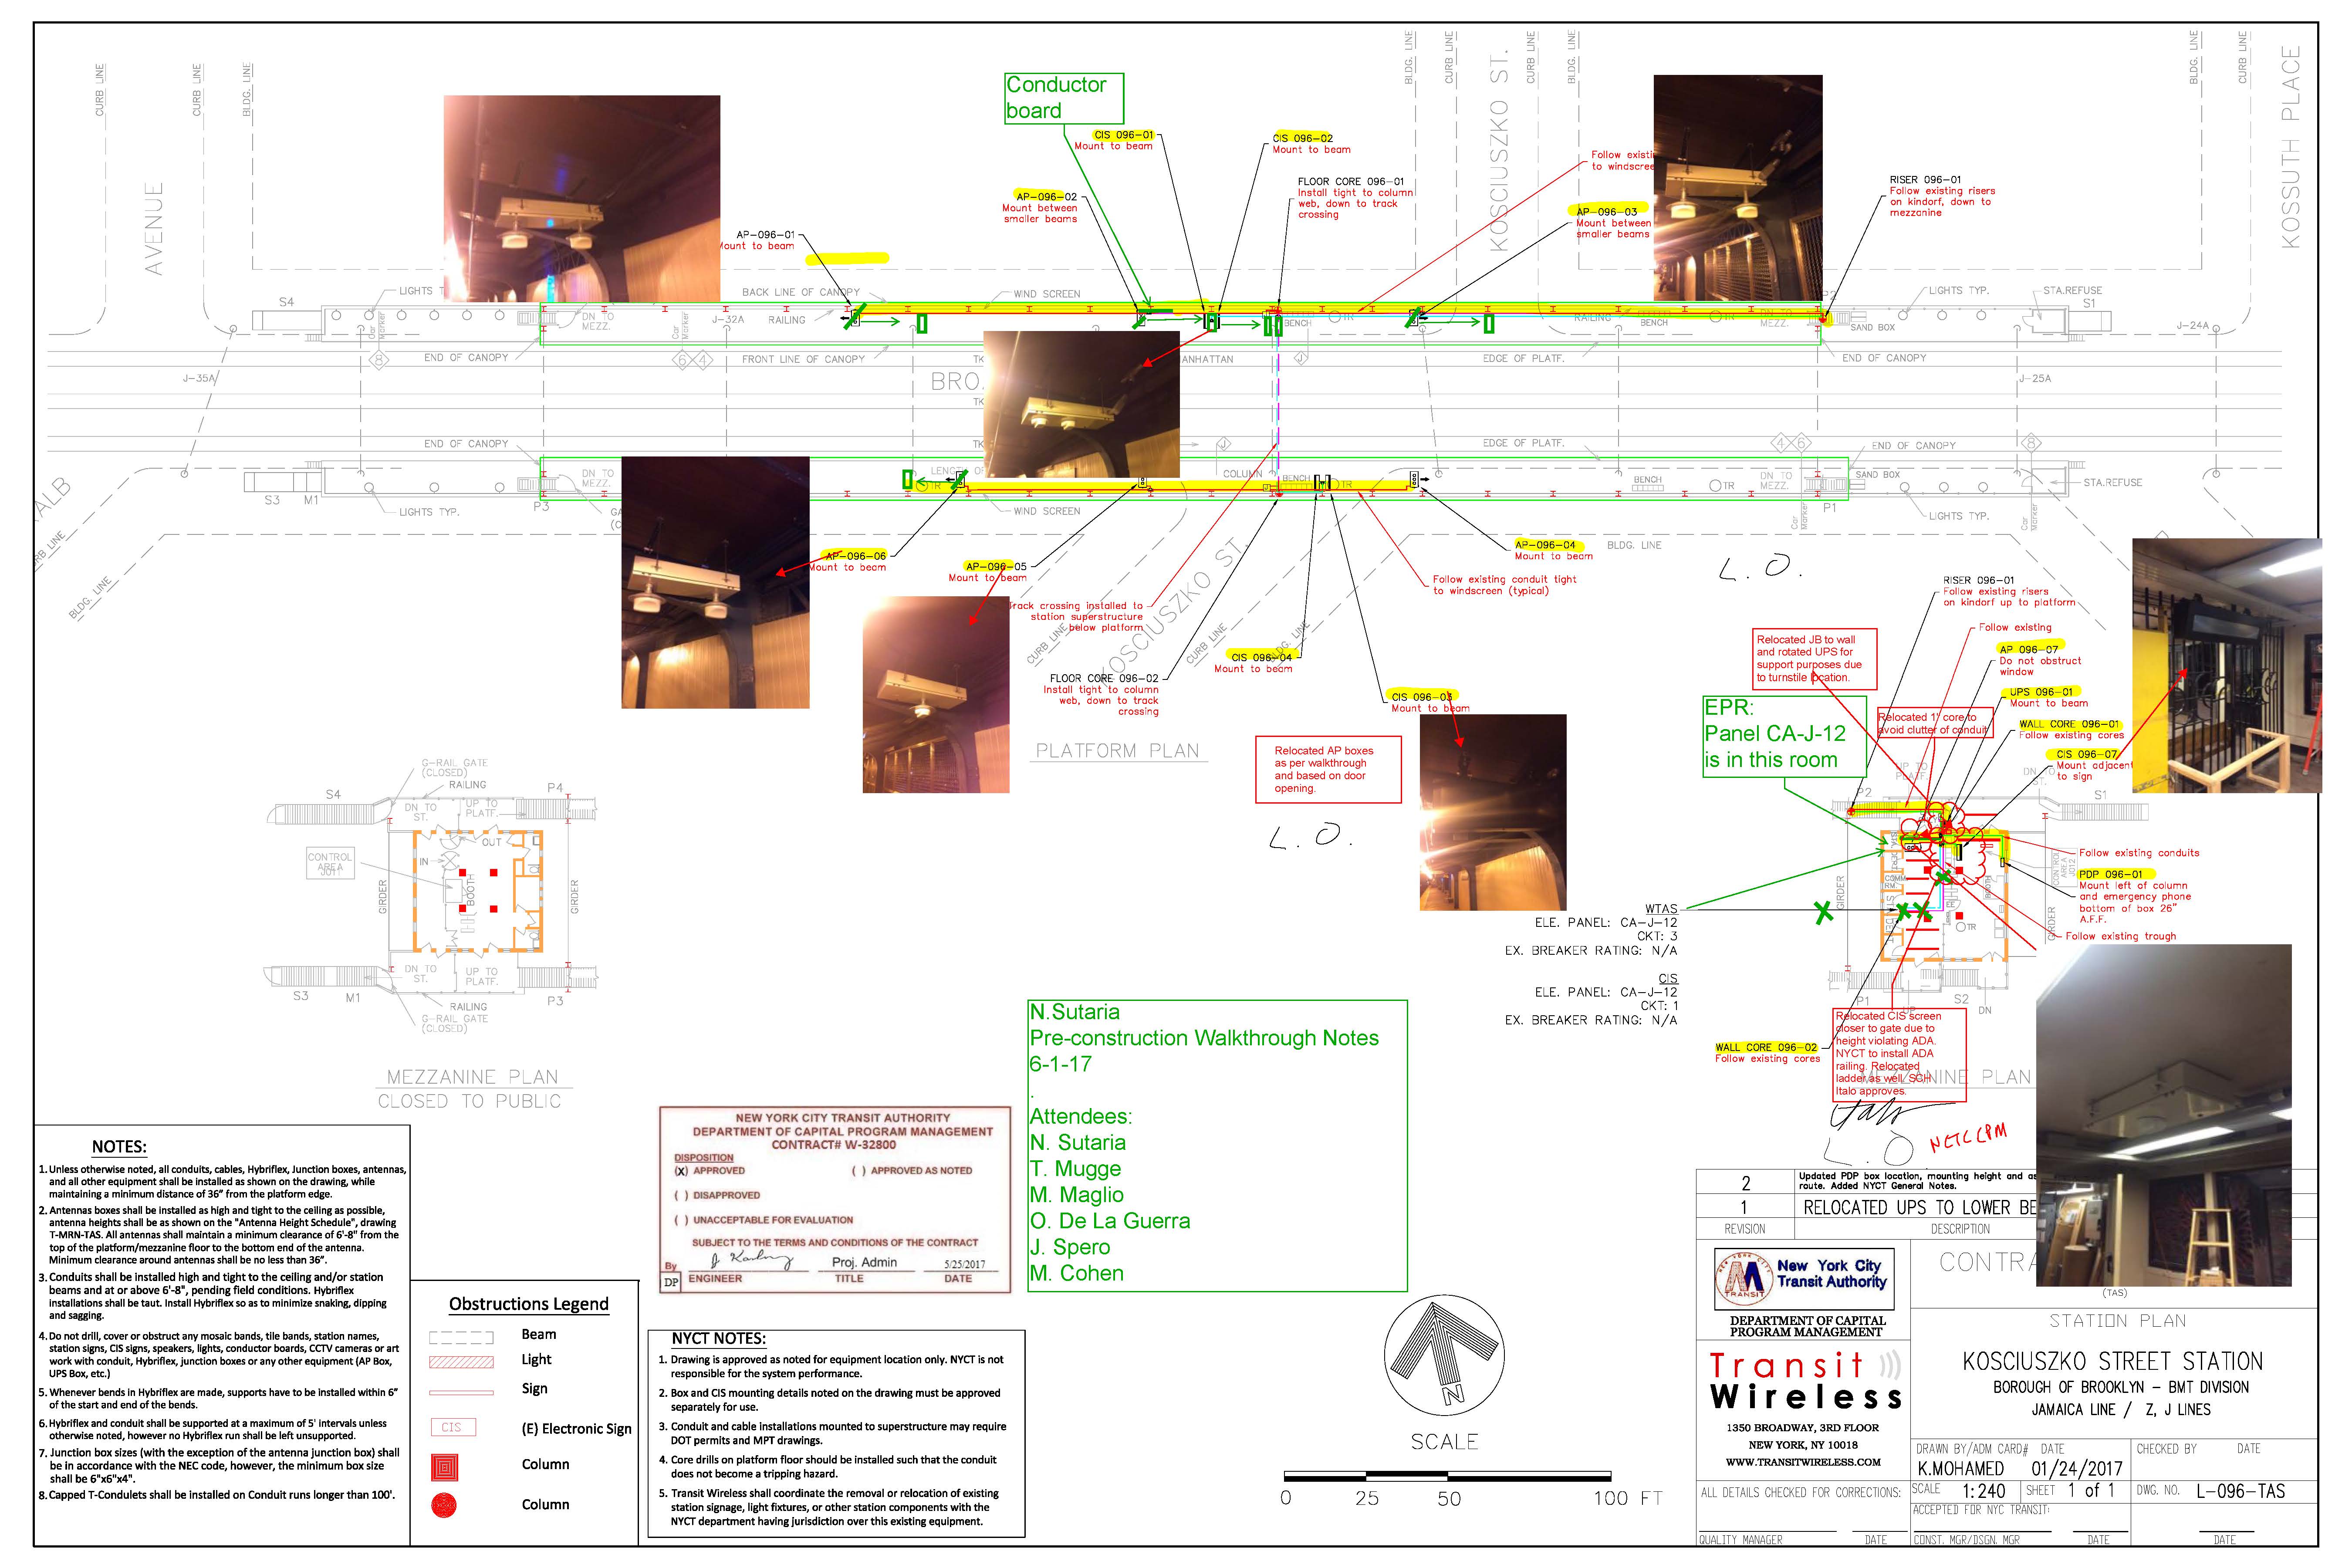 CURB LINE
CURB LINE
BLDG. LINE
AVENUE
Conductor
board
CIS 096-01
Mount to beam
CIS 096-02
Mount to beam
AP-096-02
Mount between
smaller beams
FLOOR CORE 096-01
Install tight to column
web, down to track
crossing
AP-096-01
Mount to beam
Follow existi
to windscree
AP-096-03
Mount between
smaller beams
BLDG. LINE
CURB LINE
KOSCIUSZKO ST.
CURB LINE
BLDG. LINE
RISER 096-01
Follow existing risers
on kindorf, down to
mezzanine
BLDG. LINE
CURB LINE
KOSSUTH PLACE
S4
LIGHTS T
BACK LINE OF CANOPY
WIND SCREEN
DN TO
MEZZ.
Car
Marker
J-32A
RAILING
BENCH
TR
RAILING
BENCH
TR
DN TO
MEZZ.
P2
SAND BOX
LIGHTS TYP.
STA.REFUSE
S1
J-24A
8
END OF CANOPY
6
4
FRONT LINE OF CANOPY
TK
ANHATTAN
J
EDGE OF PLATF.
END OF CANOPY
J-35A
BRO
TK
J-25A
END OF CANOPY
TK
J
EDGE OF PLATF.
4
6
END OF CANOPY
8
S3
M1
LIGHTS TYP.
P3
DN TO
MEZZ.
GA
(C
LENGTH OF
TR
WIND SCREEN
COLUMN
BENCH
TR
BENCH
TR
DN TO
MEZZ.
P1
Car
Marker
SAND BOX
LIGHTS TYP.
Car
Marker
STA.REFUSE
ALB
CURB LINE
BLDG. LINE
AP-096-06
Mount to beam
AP-096-05
Mount to beam
AP-096-04
Mount to beam
BLDG. LINE
L.O.
Follow existing conduit tight
to windscreen (typical)
Track crossing installed to
station superstructure
below platform
CURB LINE
KOSCIUSZKO ST.
CURB LINE
BLDG. LINE
CIS 096-04
Mount to beam
FLOOR CORE 096-02
Install tight to column
web, down to track
crossing
CIS 096-03
Mount to beam
PLATFORM PLAN
Relocated AP boxes
as per walkthrough
and based on door
opening.
L.O.
RISER 096-01
Follow existing risers
on kindorf up to platform
Follow existing
Relocated JB to wall
and rotated UPS for
support purposes due
to turnstile location.
AP 096-07
Do not obstruct
window
UPS 096-01
Mount to beam
EPR:
Panel CA-J-12
is in this room
Relocated 1" core to
avoid clutter of conduit
WALL CORE 096-01
Follow existing cores
CIS 096-07
Mount adjacent
to sign
UP TO
PLATF.
DN TO
ST.
P2
S1
Follow existing conduits
PDP 096-01
Mount left of column
and emergency phone
bottom of box 26"
A.F.F.
Follow existing trough
GIRDER
COMM
RM.
EE
TR
CONTROL
AREA
GIRDER
P1
UP
S2
DN
WTAS
ELE. PANEL: CA-J-12
CKT: 3
EX. BREAKER RATING: N/A
CIS
ELE. PANEL: CA-J-12
CKT: 1
EX. BREAKER RATING: N/A
WALL CORE 096-02
Follow existing cores
Relocated CIS screen
closer to gate due to
height violating ADA.
NYCT to install ADA
railing. Relocated
ladder as well. SCH
Italo approves.
MEZZANINE PLAN
Italo
L.O
G-RAIL GATE
(CLOSED)
RAILING
S4
DN TO
ST.
UP TO
PLATF.
P4
OUT
IN
CONTROL
AREA
J011
BOOTH
GIRDER
GIRDER
DN TO
ST.
UP TO
PLATF.
S3
M1
P3
RAILING
G-RAIL GATE
(CLOSED)
MEZZANINE PLAN
CLOSED TO PUBLIC
N.Sutaria
Pre-construction Walkthrough Notes
6-1-17
.
Attendees:
N. Sutaria
T. Mugge
M. Maglio
O. De La Guerra
J. Spero
M. Cohen
NEW YORK CITY TRANSIT AUTHORITY
DEPARTMENT OF CAPITAL PROGRAM MANAGEMENT
CONTRACT# W-32800
DISPOSITION
(X) APPROVED
( ) APPROVED AS NOTED
( ) DISAPPROVED
( ) UNACCEPTABLE FOR EVALUATION
SUBJECT TO THE TERMS AND CONDITIONS OF THE CONTRACT
By
Proj. Admin
5/25/2017
DP
ENGINEER
TITLE
DATE
NOTES:
1. Unless otherwise noted, all conduits, cables, Hybriflex, Junction boxes, antennas,
and all other equipment shall be installed as shown on the drawing, while
maintaining a minimum distance of 36" from the platform edge.
2. Antennas boxes shall be installed as high and tight to the ceiling as possible,
antenna heights shall be as shown on the "Antenna Height Schedule", drawing
T-MRN-TAS. All antennas shall maintain a minimum clearance of 6'-8" from the
top of the platform/mezzanine floor to the bottom end of the antenna.
Minimum clearance around antennas shall be no less than 36".
3. Conduits shall be installed high and tight to the ceiling and/or station
beams and at or above 6'-8", pending field conditions. Hybriflex
installations shall be taut. Install Hybriflex so as to minimize snaking, dipping
and sagging.
4. Do not drill, cover or obstruct any mosaic bands, tile bands, station names,
station signs, CIS signs, speakers, lights, conductor boards, CCTV cameras or art
work with conduit, Hybriflex, junction boxes or any other equipment (AP Box,
UPS Box, etc.)
5. Whenever bends in Hybriflex are made, supports have to be installed within 6"
of the start and end of the bends.
6. Hybriflex and conduit shall be supported at a maximum of 5' intervals unless
otherwise noted, however no Hybriflex run shall be left unsupported.
7. Junction box sizes (with the exception of the antenna junction box) shall
be in accordance with the NEC code, however, the minimum box size
shall be 6"x6"x4".
8. Capped T-Condulets shall be installed on Conduit runs longer than 100'.
Obstructions Legend
Beam
Light
Sign
CIS
(E) Electronic Sign
Column
Column
NYCT NOTES:
1. Drawing is approved as noted for equipment location only. NYCT is not
responsible for the system performance.
2. Box and CIS mounting details noted on the drawing must be approved
separately for use.
3. Conduit and cable installations mounted to superstructure may require
DOT permits and MPT drawings.
4. Core drills on platform floor should be installed such that the conduit
does not become a tripping hazard.
5. Transit Wireless shall coordinate the removal or relocation of existing
station signage, light fixtures, or other station components with the
NYCT department having jurisdiction over this existing equipment.
N
SCALE
0 25 50 100 FT
2
Updated PDP box location, mounting height and as
route. Added NYCT General Notes.
1
RELOCATED UPS TO LOWER BE
REVISION
DESCRIPTION
New York City
Transit Authority
TRANSIT
DEPARTMENT OF CAPITAL
PROGRAM MANAGEMENT
Transit
Wireless
1350 BROADWAY, 3RD FLOOR
NEW YORK, NY 10018
WWW.TRANSITWIRELESS.COM
ALL DETAILS CHECKED FOR CORRECTIONS:
QUALITY MANAGER
DATE
CONTRA
(TAS)
STATION PLAN
KOSCIUSZKO STREET STATION
BOROUGH OF BROOKLYN - BMT DIVISION
JAMAICA LINE / Z, J LINES
DRAWN BY/ADM CARD# DATE
K.MOHAMED 01/24/2017
CHECKED BY DATE
SCALE 1:240
SHEET 1 of 1
DWG. NO. L-096-TAS
ACCEPTED FOR NYC TRANSIT:
CONST. MGR/DSGN. MGR
DATE
DATE